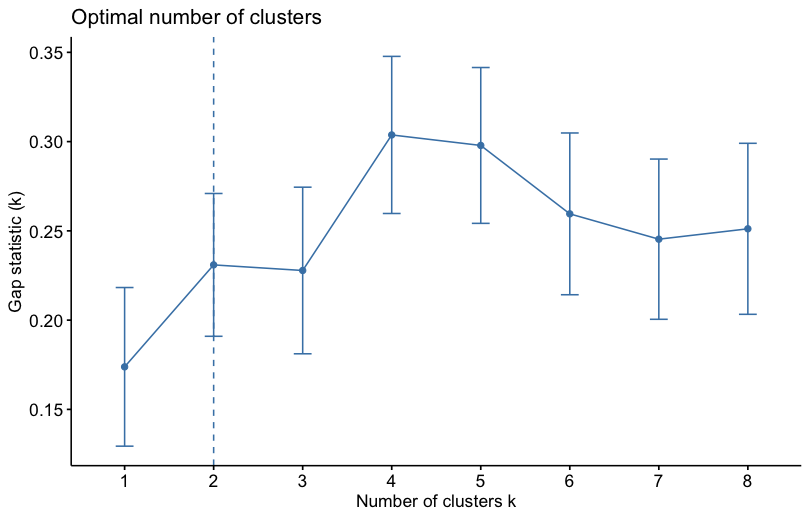 Optimal number of clusters
Gap statistic (k)
0.35
0.30
0.25
0.20
0.15
1 2 3 4 5 6 7 8
Number of clusters k